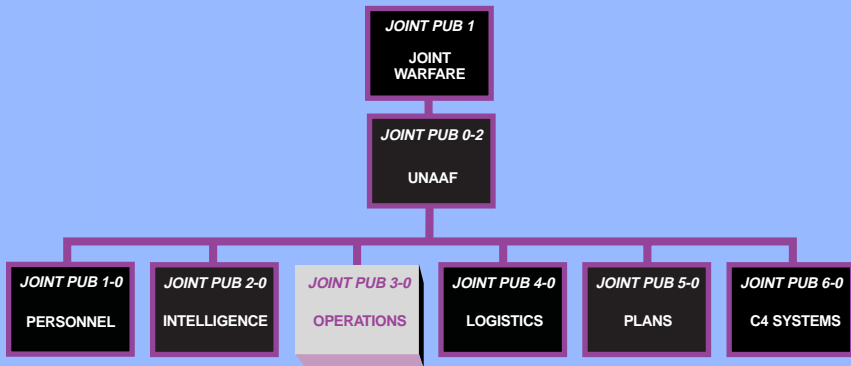 JOINT PUB 1
JOINT
WARFARE
JOINT PUB 0-2
UNAAF
JOINT PUB 1-0
PERSONNEL
JOINT PUB 2-0
INTELLIGENCE
JOINT PUB 3-0
OPERATIONS
JOINT PUB 4-0
LOGISTICS
JOINT PUB 5-0
PLANS
JOINT PUB 6-0
C4 SYSTEMS